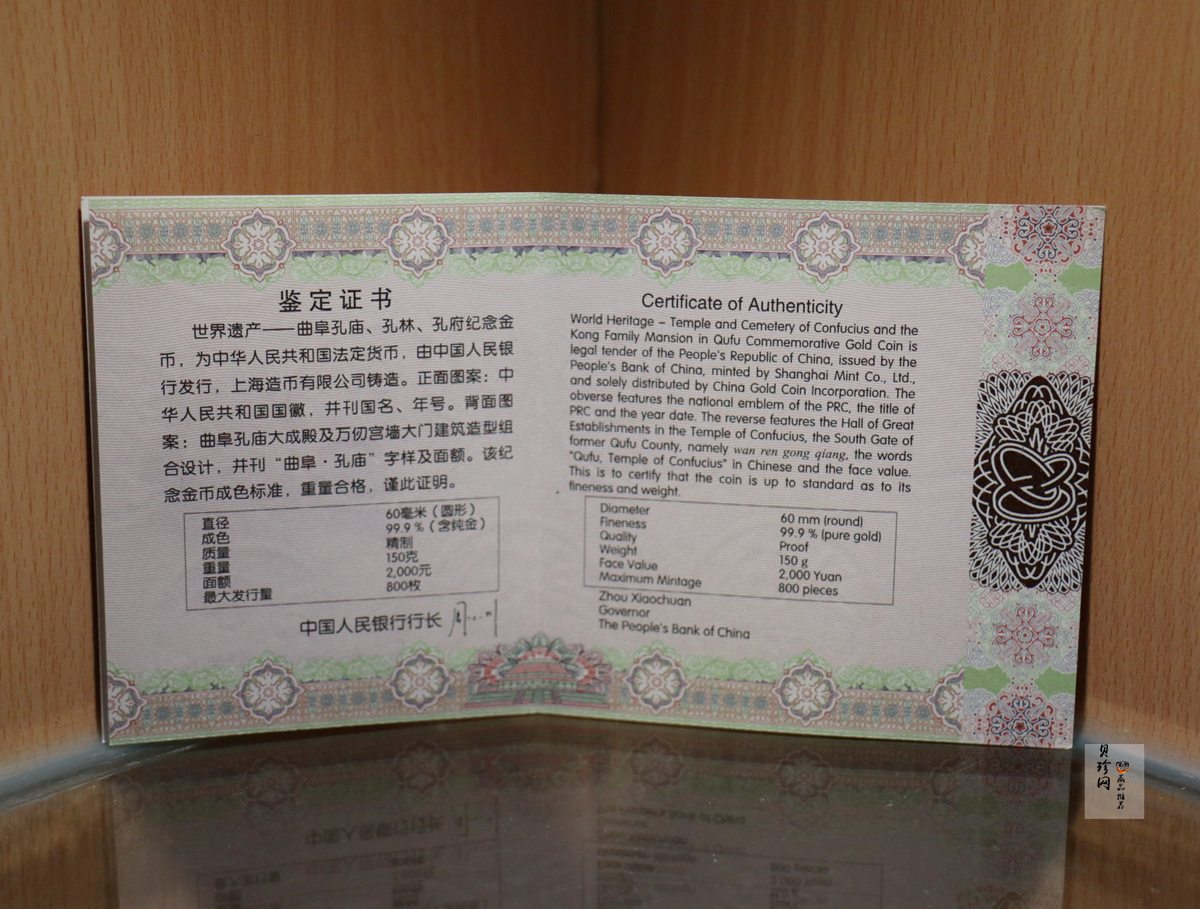 鉴定证书
世界遗产——曲阜孔庙、孔林、孔府纪念金
币，为中华人民共和国法定货币，由中国人民银
行发行，上海造币有限公司铸造。正面图案：中
华人民共和国国徽，并刊国名、年号。背面图
案：曲阜孔庙大成殿及万仞宫墙大门建筑造型组
合设计，并刊“曲阜·孔庙”字样及面额。该纪
念金币成色标准，重量合格，谨此证明。
直径 60毫米（圆形）
成色 99.9%（含纯金）
质量 精制
重量 150克
面额 2,000元
最大发行量 800枚
中国人民银行行长
Certificate of Authenticity
World Heritage – Temple and Cemetery of Confucius and the
Kong Family Mansion in Qufu Commemorative Gold Coin is
legal tender of the People's Republic of China, issued by the
People's Bank of China, minted by Shanghai Mint Co., Ltd.,
and solely distributed by China Gold Coin Incorporation. The
obverse features the national emblem of the PRC, the title of
PRC and the year date. The reverse features the Hall of Great
Establishments in the Temple of Confucius, the South Gate of
former Qufu County, namely wan ren gong qiang, the words
"Qufu, Temple of Confucius" in Chinese and the face value.
This is to certify that the coin is up to standard as to its
fineness and weight.
Diameter 60 mm (round)
Fineness 99.9 % (pure gold)
Quality Proof
Weight 150 g
Face Value 2,000 Yuan
Maximum Mintage 800 pieces
Zhou Xiaochuan
Governor
The People's Bank of China
贝珍网
藏品推荐